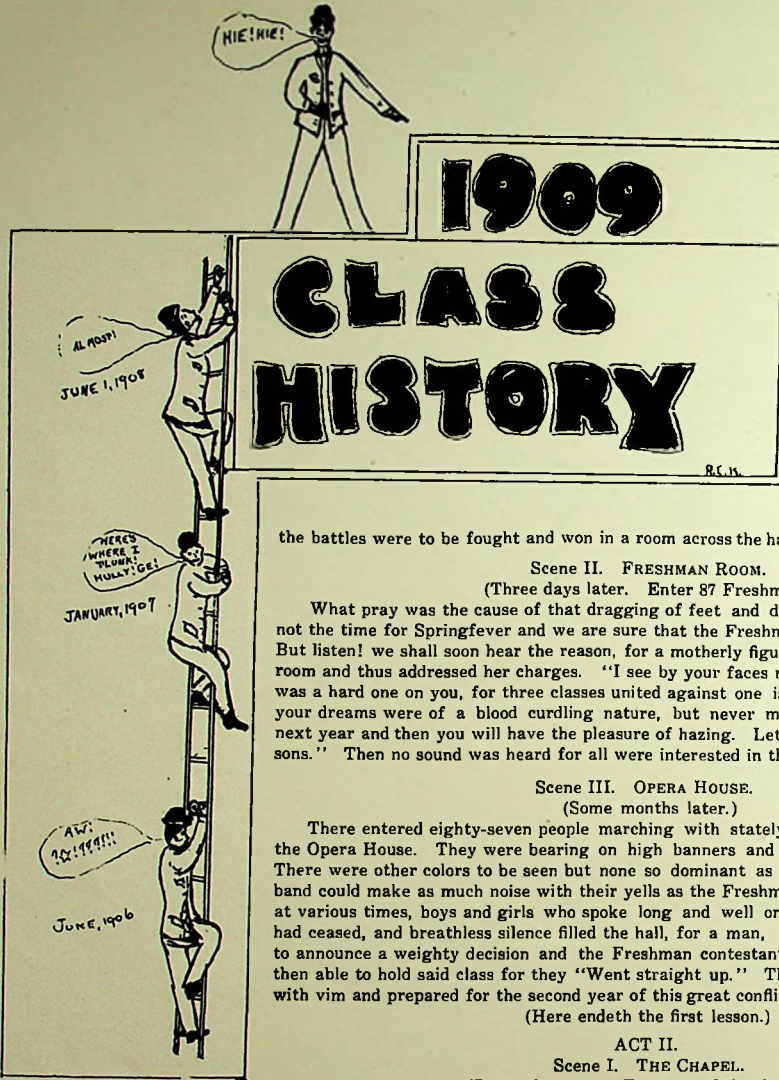 HIE! HIE!
1909
CLASS
HISTORY
R.C.K.
ALMOST!
JUNE 1, 1908
HERE'S
WHERE I
PLUNK!
HULLY!GE!
JANUARY, 1907
AW!
?☆!???!!!
JUNE, 1906
the battles were to be fought and won in a room across the ha
Scene II. FRESHMAN ROOM.
(Three days later. Enter 87 Freshm
What pray was the cause of that dragging of feet and d
not the time for Springfever and we are sure that the Freshn
But listen! we shall soon hear the reason, for a motherly figu
room and thus addressed her charges. "I see by your faces
was a hard one on you, for three classes united against one is
your dreams were of a blood curdling nature, but never m
next year and then you will have the pleasure of hazing. Let
sons." Then no sound was heard for all were interested in th
Scene III. OPERA HOUSE.
(Some months later.)
There entered eighty-seven people marching with stately
the Opera House. They were bearing on high banners and
There were other colors to be seen but none so dominant as
band could make as much noise with their yells as the Freshm
at various times, boys and girls who spoke long and well or
had ceased, and breathless silence filled the hall, for a man,
to announce a weighty decision and the Freshman contestant
then able to hold said class for they "Went straight up." Th
with vim and prepared for the second year of this great confli
(Here endeth the first lesson.)
ACT II.
Scene I. THE CHAPEL.